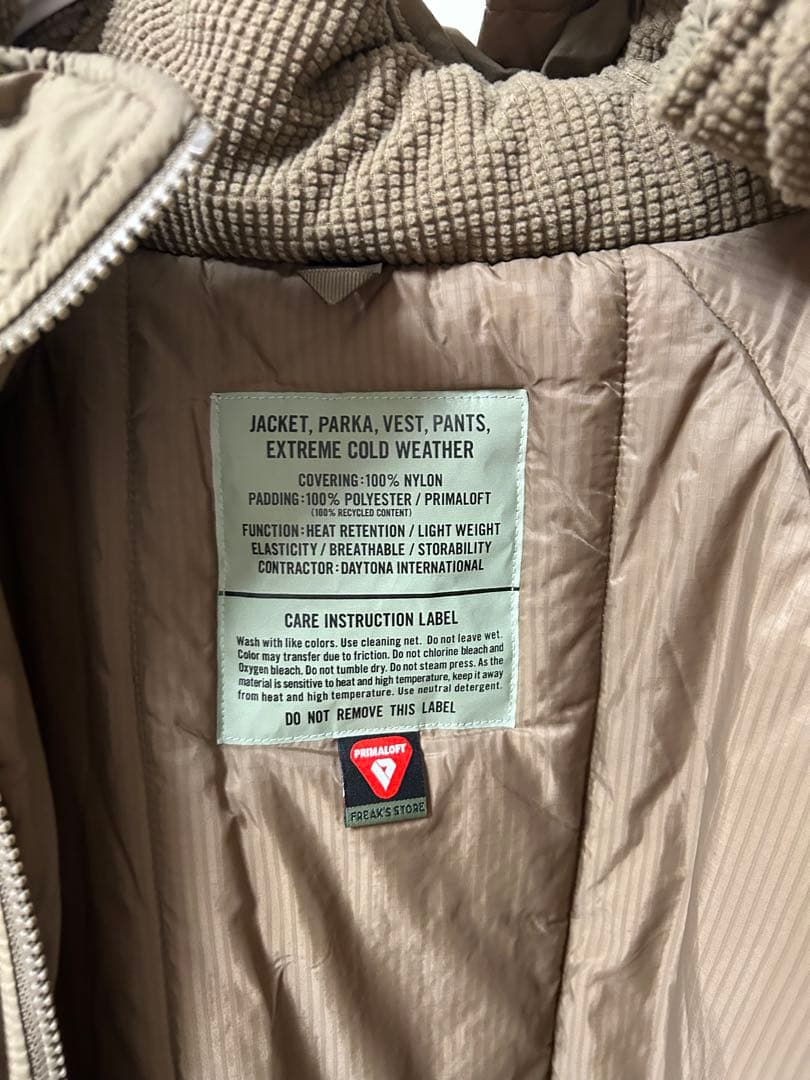 JACKET, PARKA, VEST, PANTS,
EXTREME COLD WEATHER
COVERING:100% NYLON
PADDING:100% POLYESTER / PRIMALOFT
(100% RECYCLED CONTENT)
FUNCTION:HEAT RETENTION / LIGHT WEIGHT
ELASTICITY / BREATHABLE / STORABILITY
CONTRACTOR:DAYTONA INTERNATIONAL
CARE INSTRUCTION LABEL
Wash with like colors. Use cleaning net. Do not leave wet.
Color may transfer due to friction. Do not chlorine bleach and
Oxygen bleach. Do not tumble dry. Do not steam press. As the
material is sensitive to heat and high temperature, keep it away
from heat and high temperature. Use neutral detergent.
DO NOT REMOVE THIS LABEL
PRIMALOFT
FREAK'S STORE